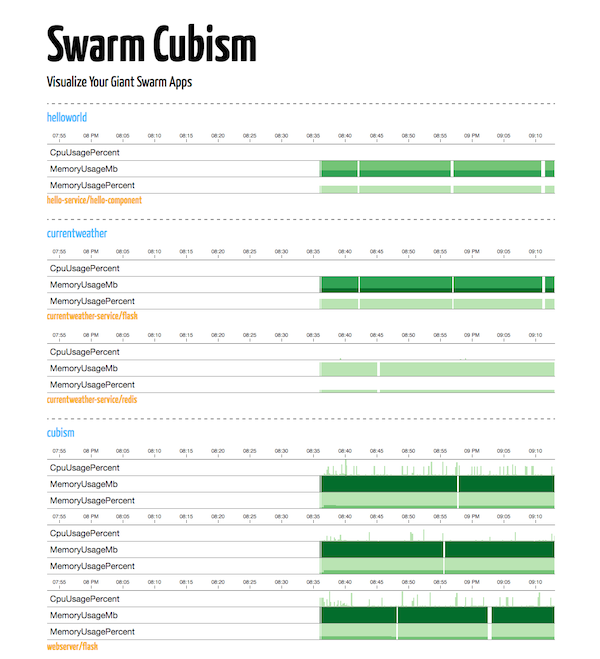 Swarm Cubism
Visualize Your Giant Swarm Apps
helloworld
07:55 08 PM 08:05 08:10 08:15 08:20 08:25 08:30 08:35 08:40 08:45 08:50 08:55 09 PM 09:05 09:10
CpuUsagePercent
MemoryUsageMb
MemoryUsagePercent
hello-service/hello-component
currentweather
07:55 08 PM 08:05 08:10 08:15 08:20 08:25 08:30 08:35 08:40 08:45 08:50 08:55 09 PM 09:05 09:10
CpuUsagePercent
MemoryUsageMb
MemoryUsagePercent
currentweather-service/flask
07:55 08 PM 08:05 08:10 08:15 08:20 08:25 08:30 08:35 08:40 08:45 08:50 08:55 09 PM 09:05 09:10
CpuUsagePercent
MemoryUsageMb
MemoryUsagePercent
currentweather-service/redis
cubism
07:55 08 PM 08:05 08:10 08:15 08:20 08:25 08:30 08:35 08:40 08:45 08:50 08:55 09 PM 09:05 09:10
CpuUsagePercent
MemoryUsageMb
MemoryUsagePercent
07:55 08 PM 08:05 08:10 08:15 08:20 08:25 08:30 08:35 08:40 08:45 08:50 08:55 09 PM 09:05 09:10
CpuUsagePercent
MemoryUsageMb
MemoryUsagePercent
07:55 08 PM 08:05 08:10 08:15 08:20 08:25 08:30 08:35 08:40 08:45 08:50 08:55 09 PM 09:05 09:10
CpuUsagePercent
MemoryUsageMb
MemoryUsagePercent
webserver/flask